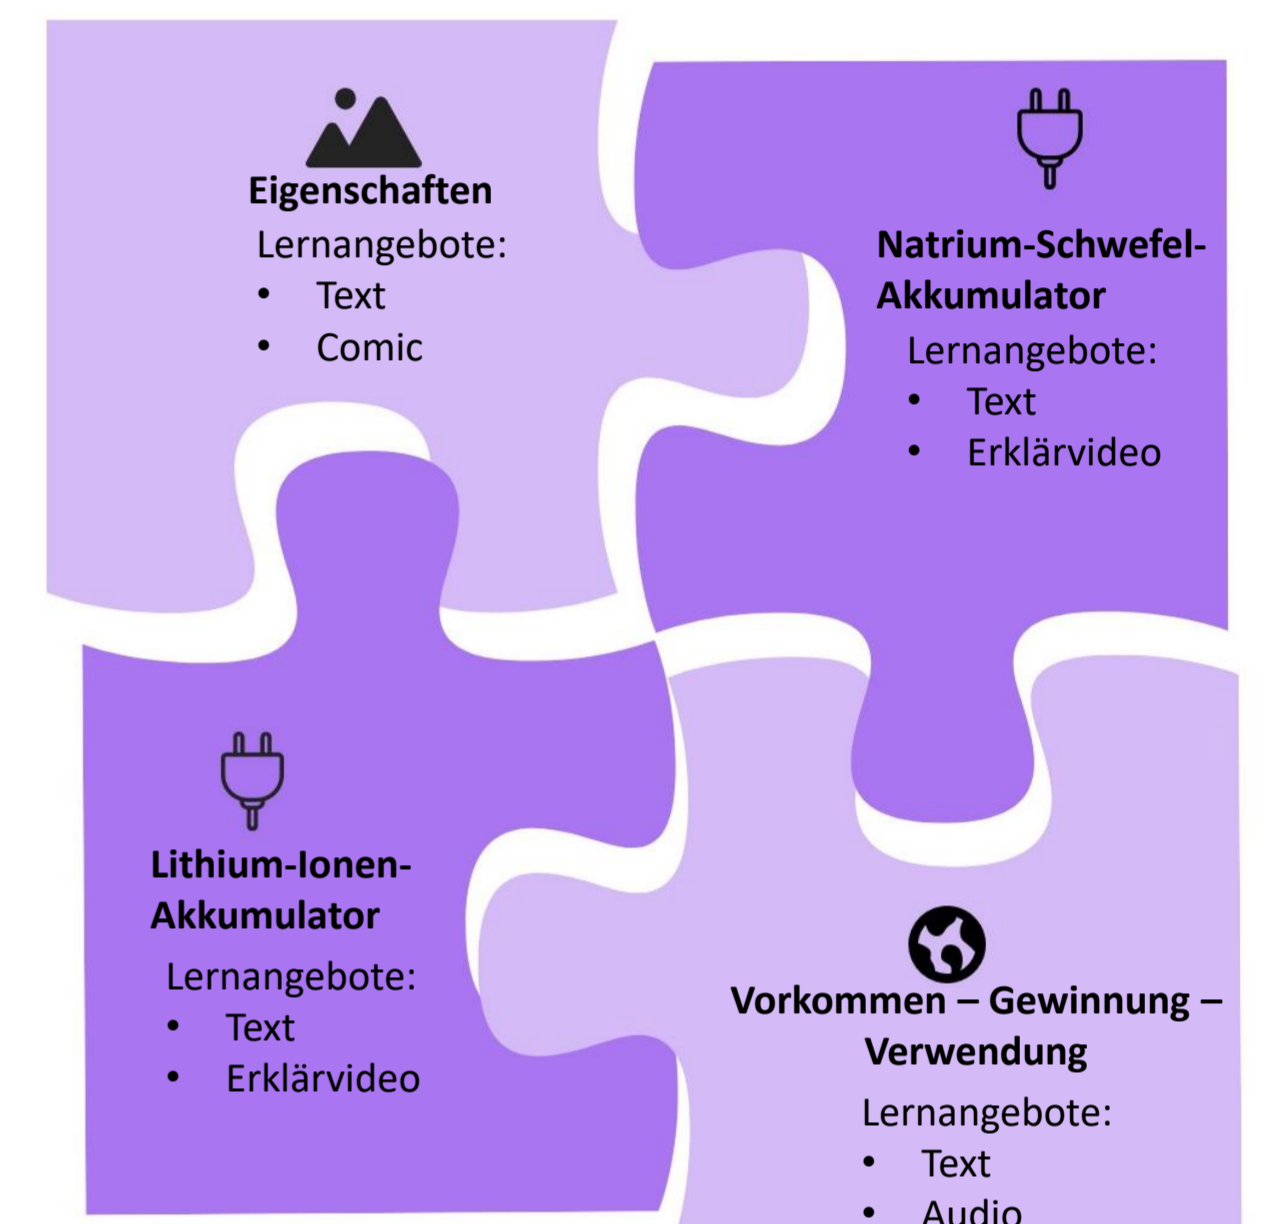 Eigenschaften
Lernangebote:
• Text
• Comic
Natrium-Schwefel-
Akkumulator
Lernangebote:
• Text
• Erklärvideo
Lithium-Ionen-
Akkumulator
Lernangebote:
• Text
• Erklärvideo
Vorkommen – Gewinnung –
Verwendung
Lernangebote:
• Text
• Audio